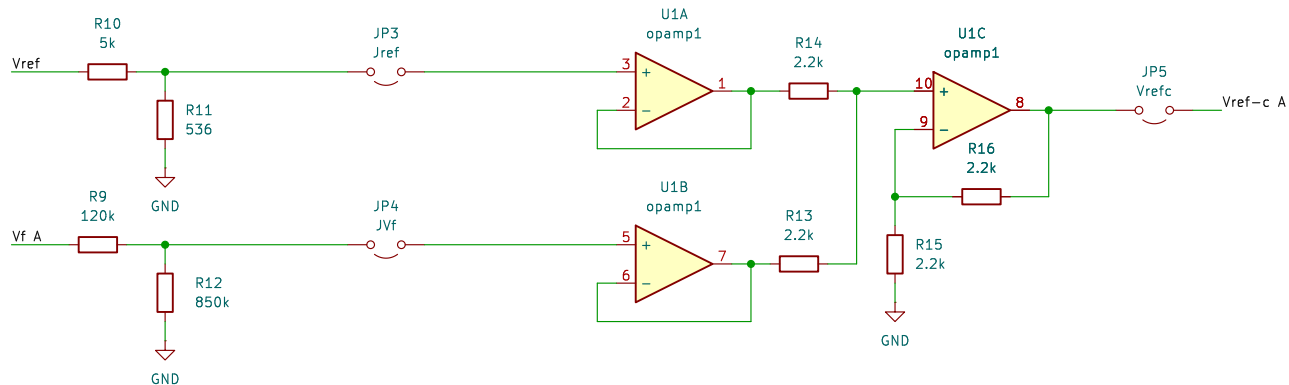 R10
5k
Vref
R11
536
GND
JP3
Jref
U1A
opamp1
3
+
2
−
1
R14
2.2k
U1C
opamp1
10
+
9
−
8
R16
2.2k
R15
2.2k
GND
JP5
Vrefc
Vref-c A
R9
120k
Vf A
R12
850k
GND
JP4
JVf
U1B
opamp1
5
+
6
−
7
R13
2.2k